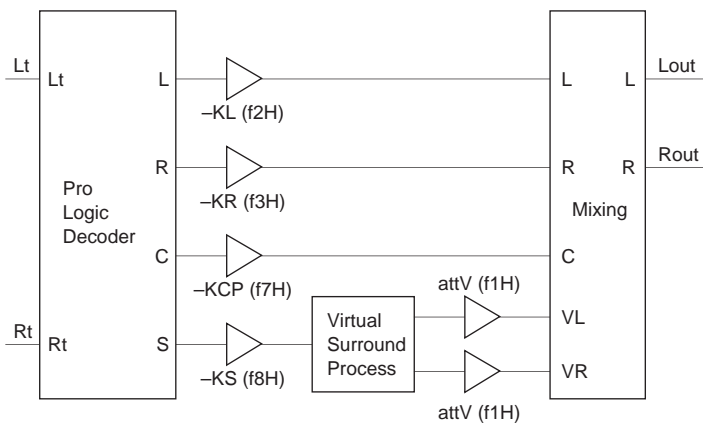 Lt
Lt
L
–KL (f2H)
L
L
Lout
R
–KR (f3H)
R
R
Rout
Pro
Logic
Decoder
Mixing
C
–KCP (f7H)
C
attV (f1H)
Rt
Rt
S
–KS (f8H)
Virtual
Surround
Process
VL
VR
attV (f1H)